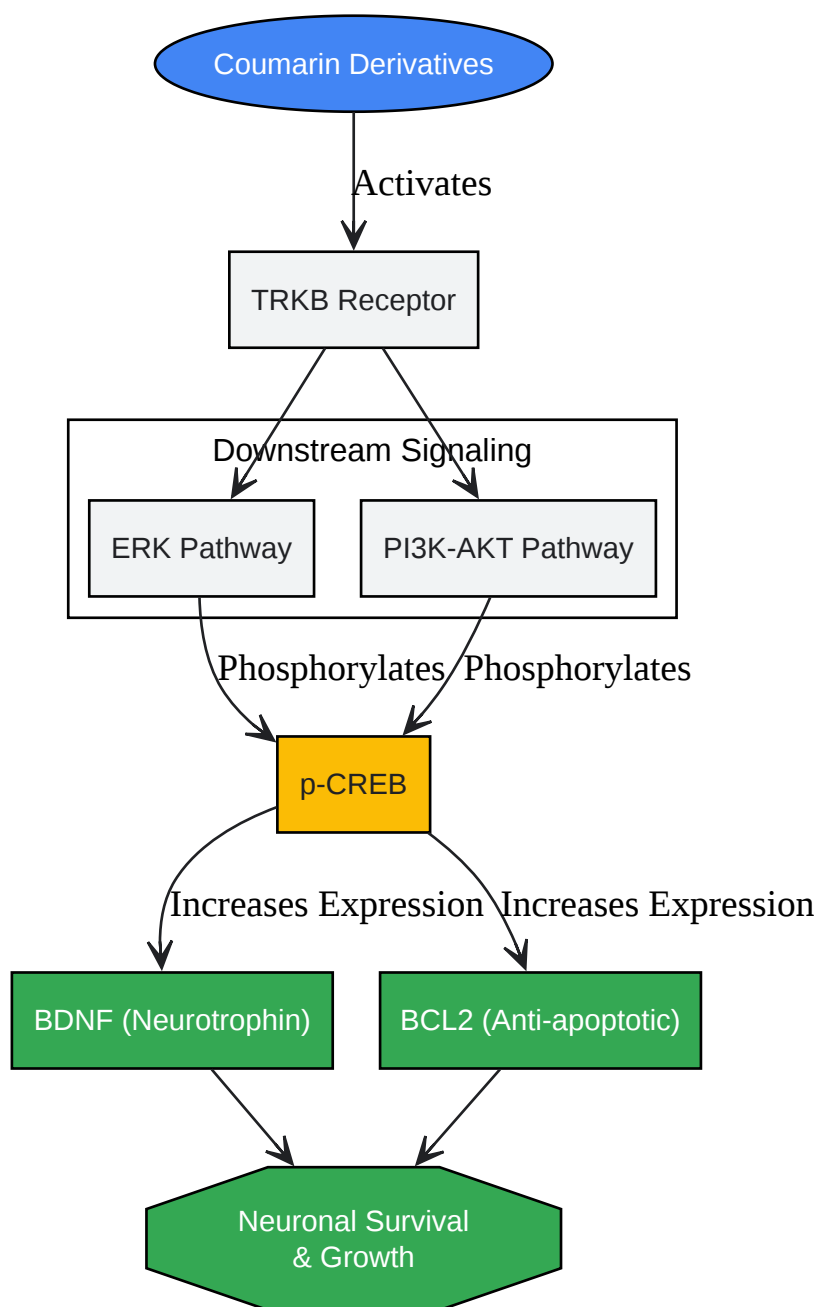 Coumarin Derivatives
Activates
TRKB Receptor
Downstream Signaling
ERK Pathway
PI3K-AKT Pathway
Phosphorylates
Phosphorylates
p-CREB
Increases Expression
Increases Expression
BDNF (Neurotrophin)
BCL2 (Anti-apoptotic)
Neuronal Survival
& Growth